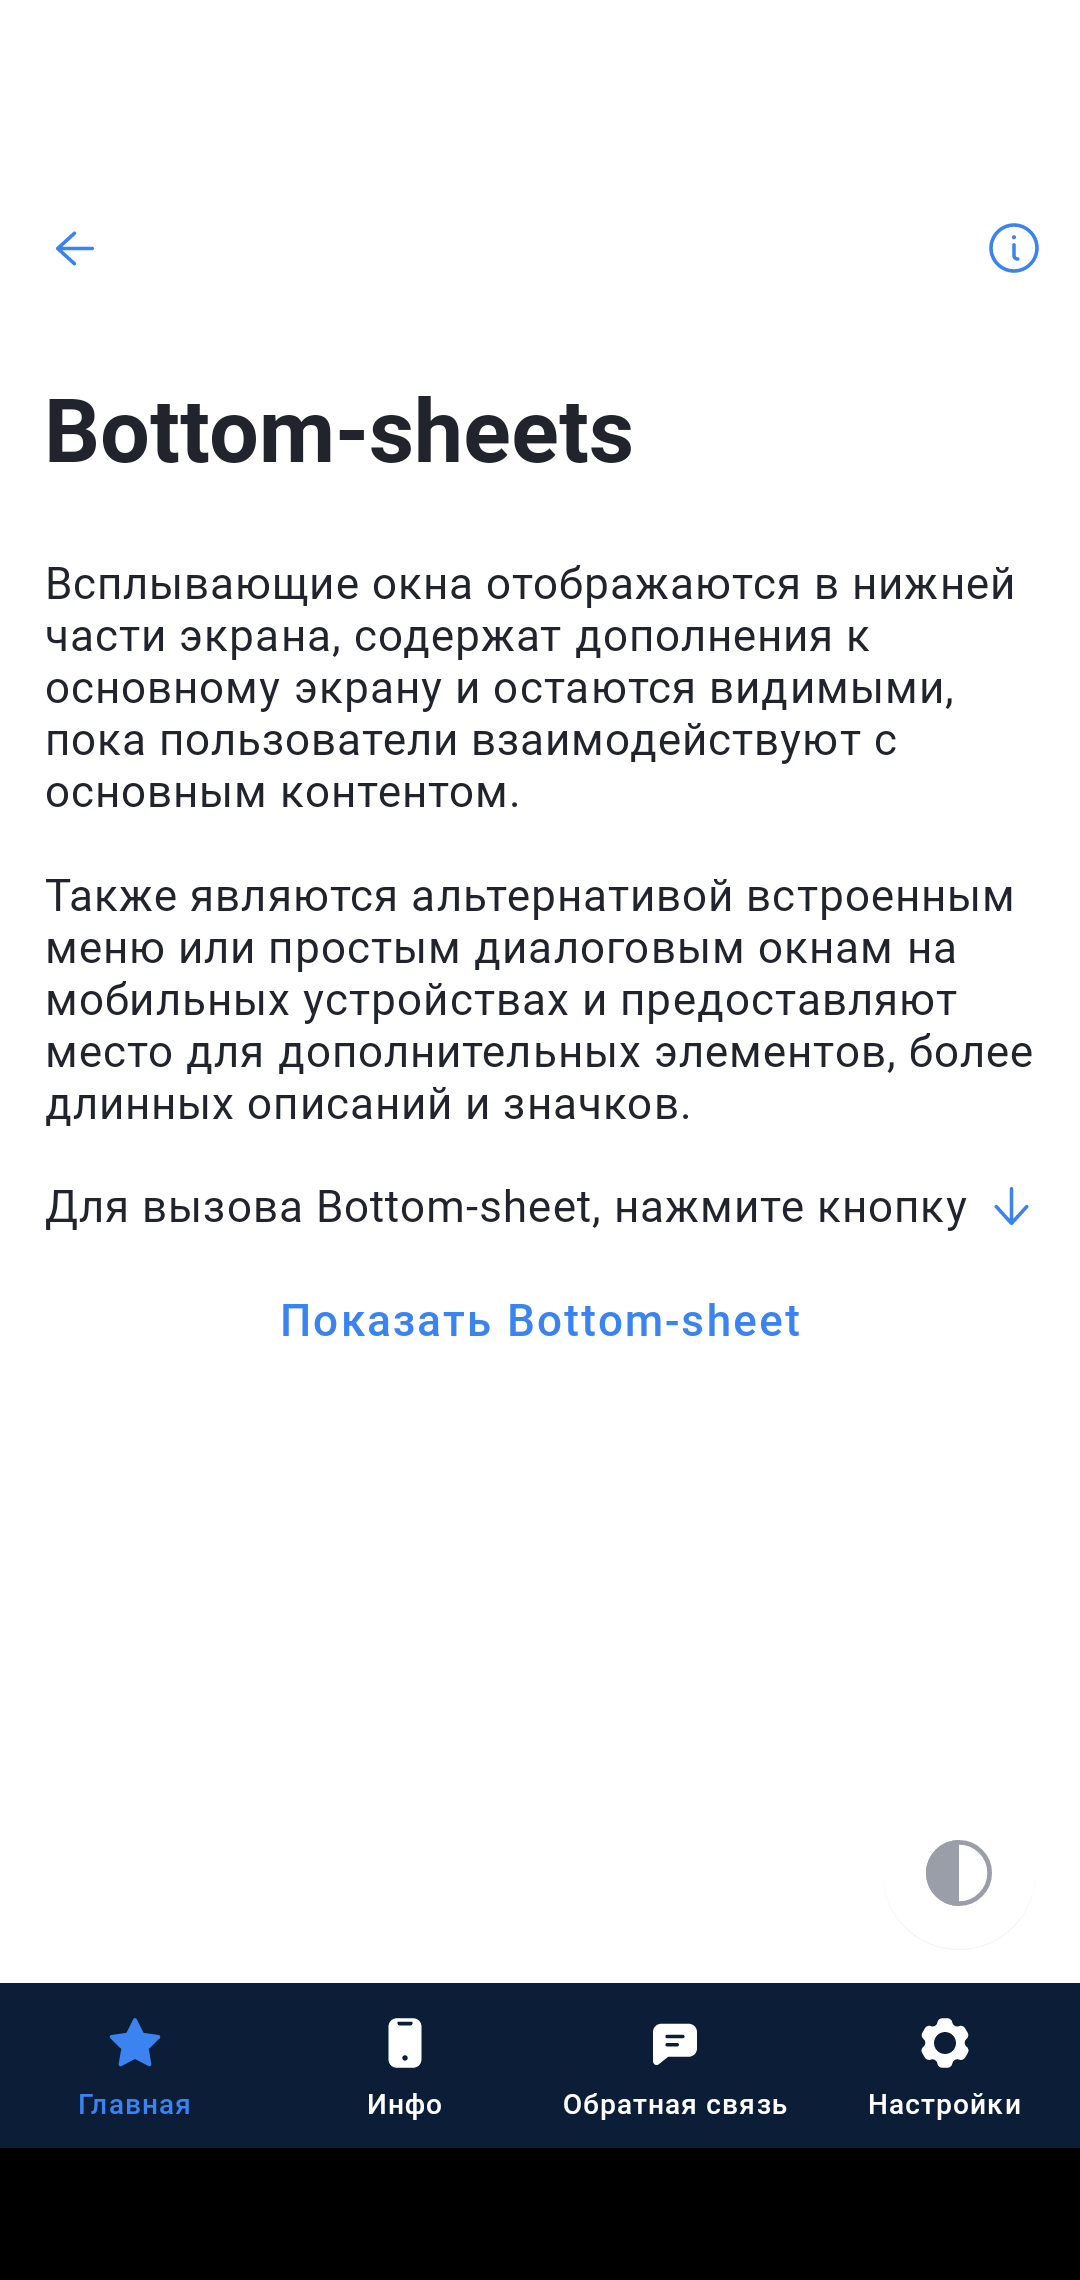 Bottom-sheets
Всплывающие окна отображаются в нижней
части экрана, содержат дополнения к
основному экрану и остаются видимыми,
пока пользователи взаимодействуют с
основным контентом.
Также являются альтернативой встроенным
меню или простым диалоговым окнам на
мобильных устройствах и предоставляют
место для дополнительных элементов, более
длинных описаний и значков.
Для вызова Bottom-sheet, нажмите кнопку
Показать Bottom-sheet
Главная
Инфо
Обратная связь
Настройки